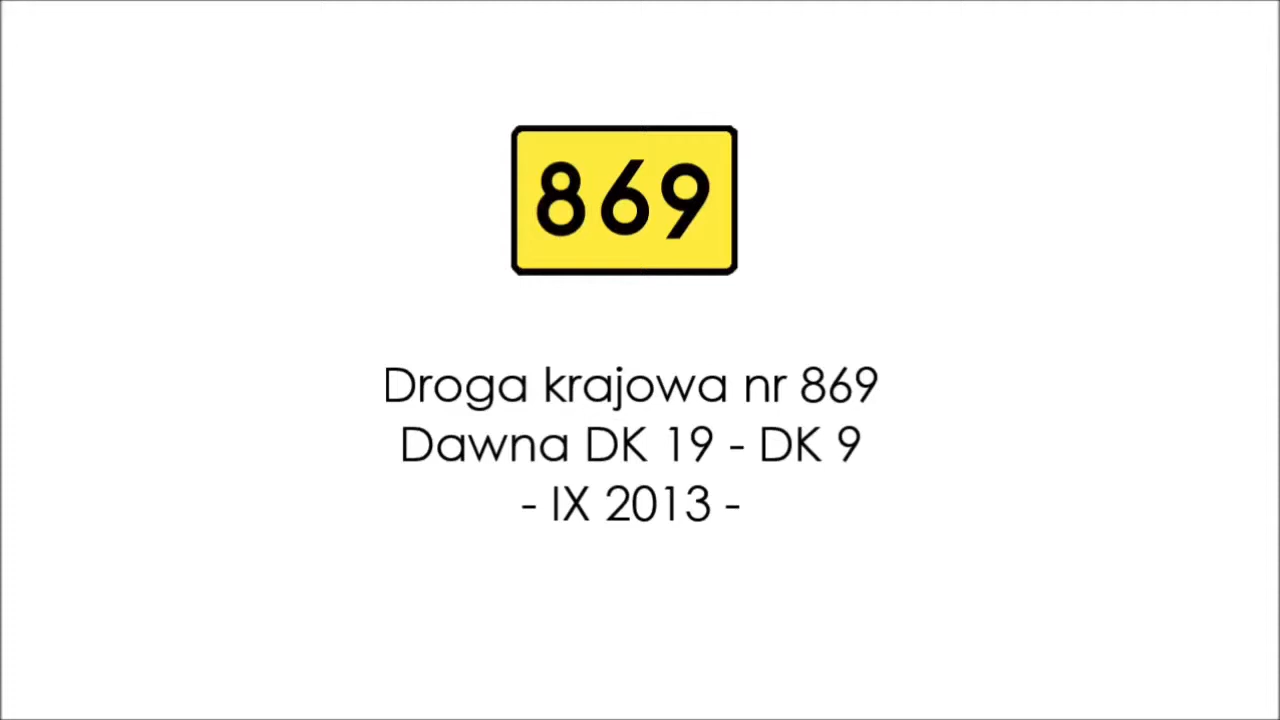 869
Droga krajowa nr 869
Dawna DK 19 - DK 9
- IX 2013 -